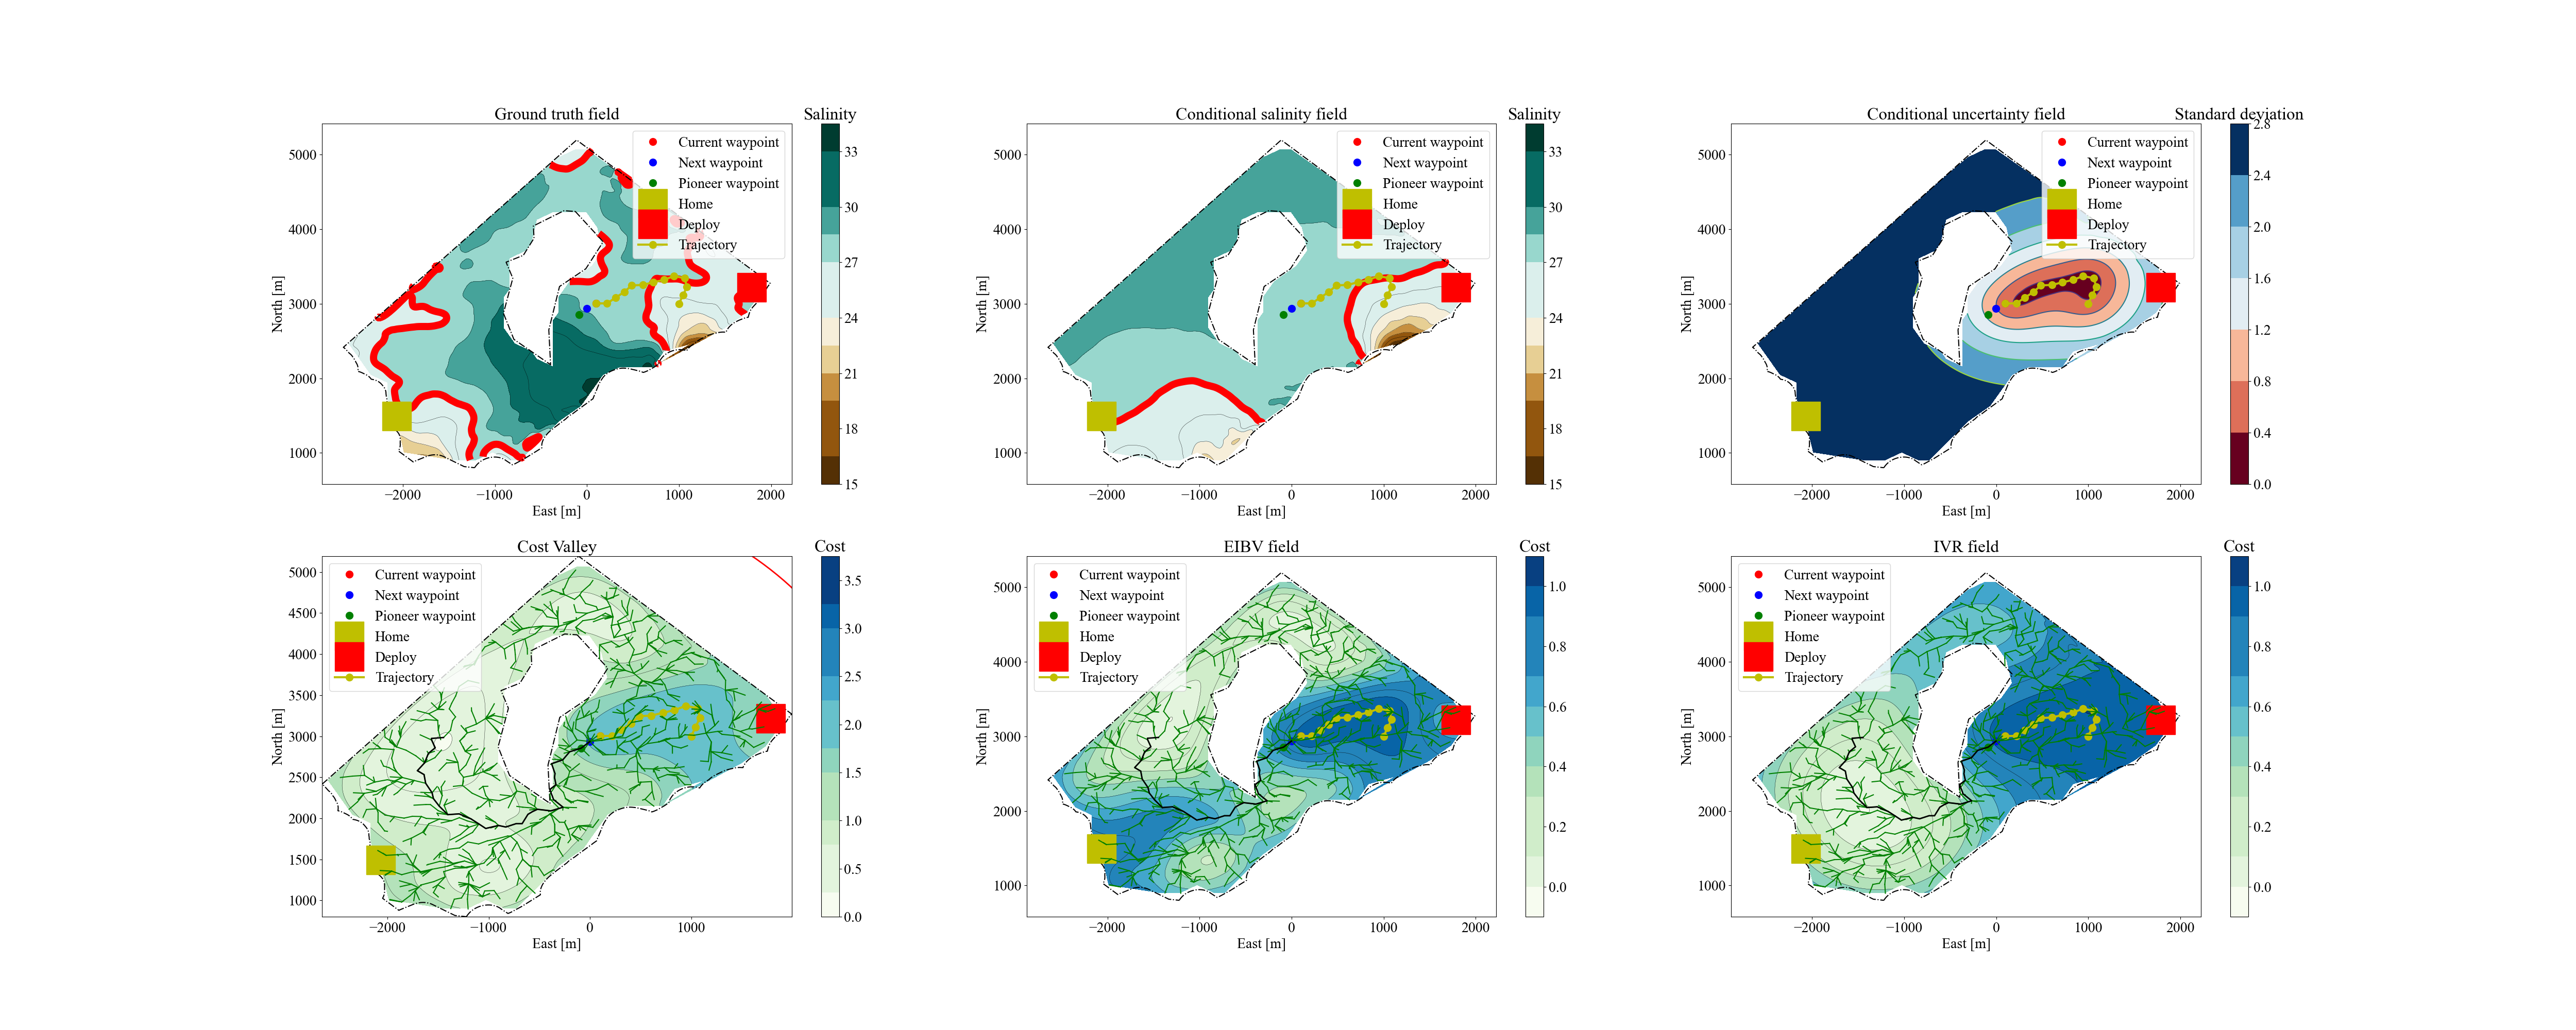 Ground truth field
Salinity
Current waypoint
Next waypoint
Pioneer waypoint
Home
Deploy
Trajectory
North [m]
5000
4000
3000
2000
1000
−2000 −1000 0 1000 2000
East [m]
33
30
27
24
21
18
15
Conditional salinity field
Salinity
Current waypoint
Next waypoint
Pioneer waypoint
Home
Deploy
Trajectory
North [m]
5000
4000
3000
2000
1000
−2000 −1000 0 1000 2000
East [m]
33
30
27
24
21
18
15
Conditional uncertainty field
Standard deviation
Current waypoint
Next waypoint
Pioneer waypoint
Home
Deploy
Trajectory
North [m]
5000
4000
3000
2000
1000
−2000 −1000 0 1000 2000
East [m]
2.8
2.4
2.0
1.6
1.2
0.8
0.4
0.0
Cost Valley
Cost
Current waypoint
Next waypoint
Pioneer waypoint
Home
Deploy
Trajectory
North [m]
5000
4500
4000
3500
3000
2500
2000
1500
1000
−2000 −1000 0 1000
East [m]
3.5
3.0
2.5
2.0
1.5
1.0
0.5
0.0
EIBV field
Cost
Current waypoint
Next waypoint
Pioneer waypoint
Home
Deploy
Trajectory
North [m]
5000
4000
3000
2000
1000
−2000 −1000 0 1000 2000
East [m]
1.0
0.8
0.6
0.4
0.2
0.0
IVR field
Cost
Current waypoint
Next waypoint
Pioneer waypoint
Home
Deploy
Trajectory
North [m]
5000
4000
3000
2000
1000
−2000 −1000 0 1000 2000
East [m]
1.0
0.8
0.6
0.4
0.2
0.0